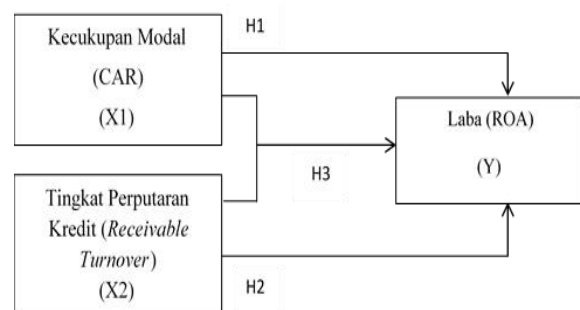 Kecukupan Modal
(CAR)
(X1)
H1
Laba (ROA)
(Y)
H3
Tingkat Perputaran
Kredit (Receivable
Turnover)
(X2)
H2